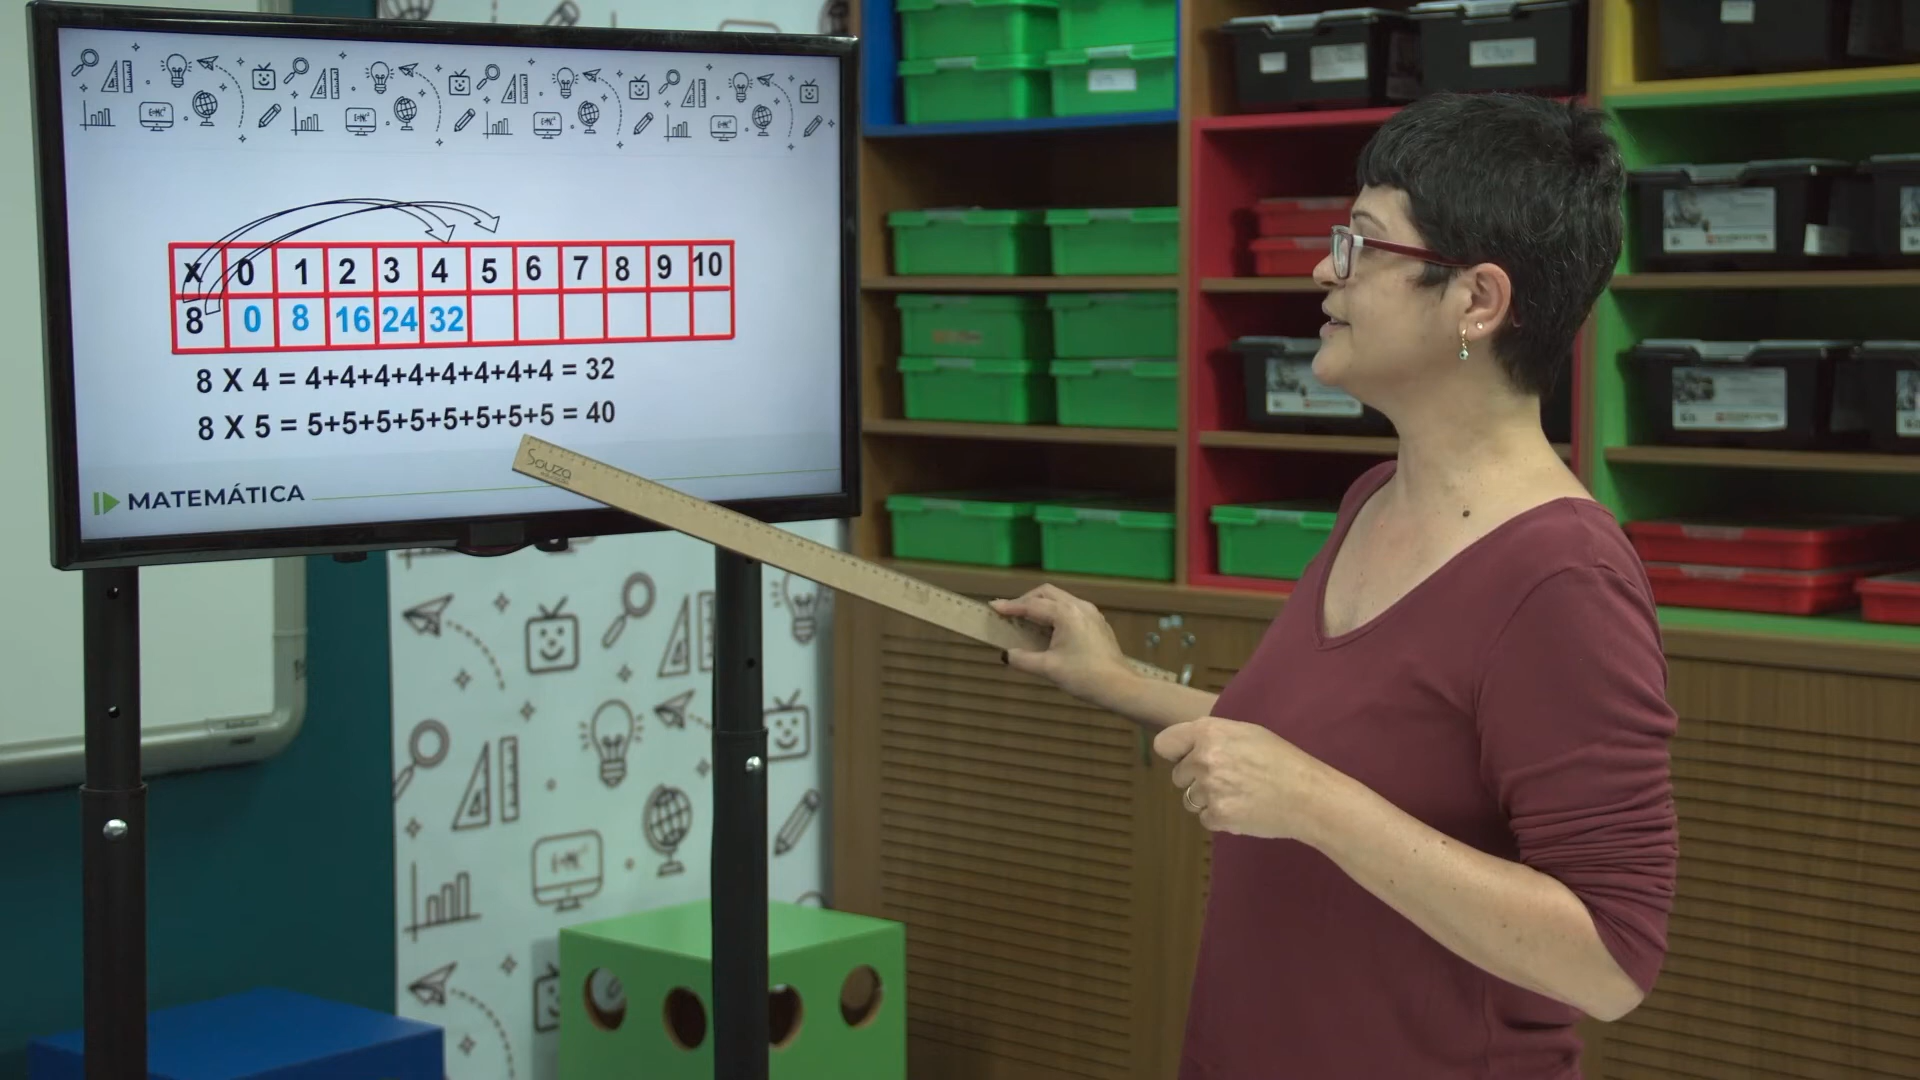 x 0 1 2 3 4 5 6 7 8 9 10
8 0 8 16 24 32
8 X 4 = 4+4+4+4+4+4+4+4 = 32
8 X 5 = 5+5+5+5+5+5+5+5 = 40
MATEMÁTICA
Souza